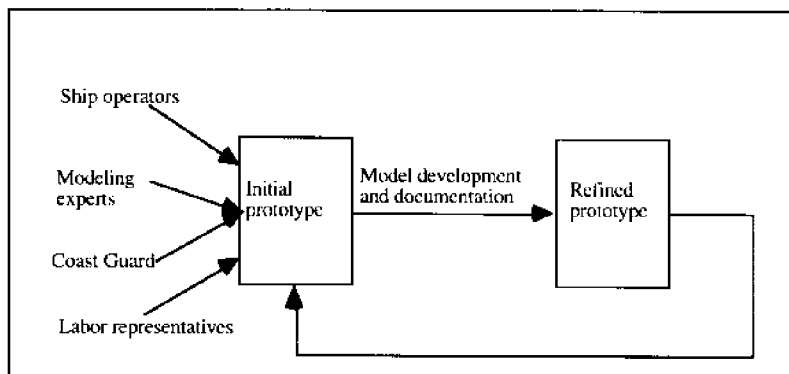 Ship operators
Modeling
experts
Coast Guard
Labor representatives
Initial
prototype
Model development
and documentation
Refined
prototype